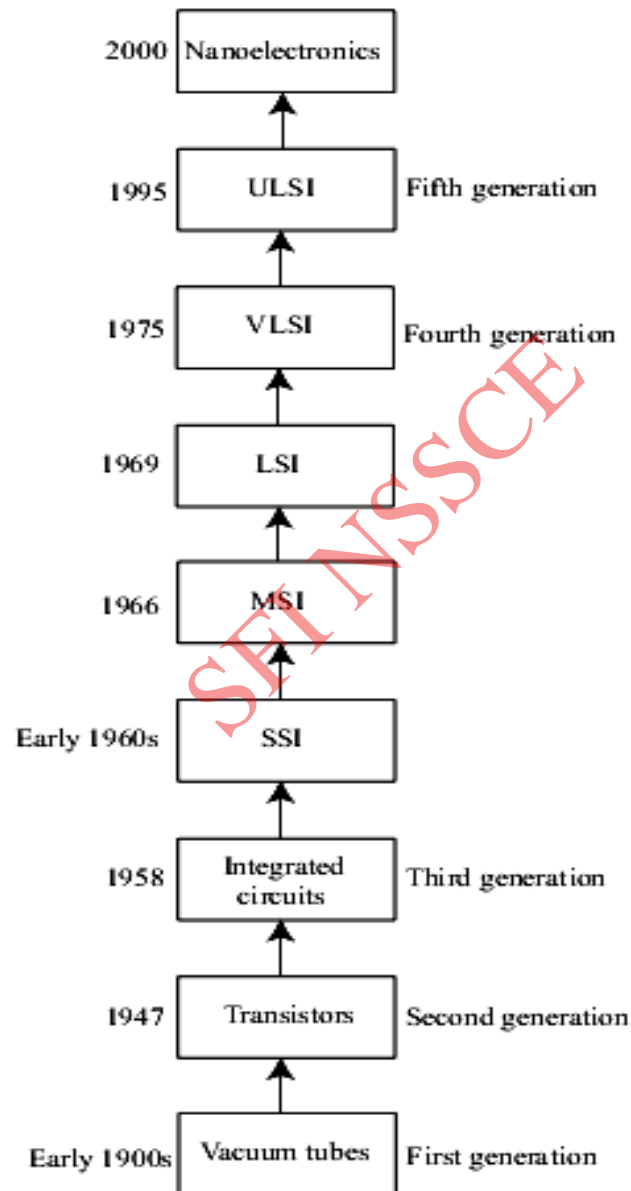 2000 Nanoelectronics
1995 ULSI Fifth generation
1975 VLSI Fourth generation
1969 LSI
1966 MSI
Early 1960s SSI
1958 Integrated circuits Third generation
1947 Transistors Second generation
Early 1900s Vacuum tubes First generation
SFI NSSCE